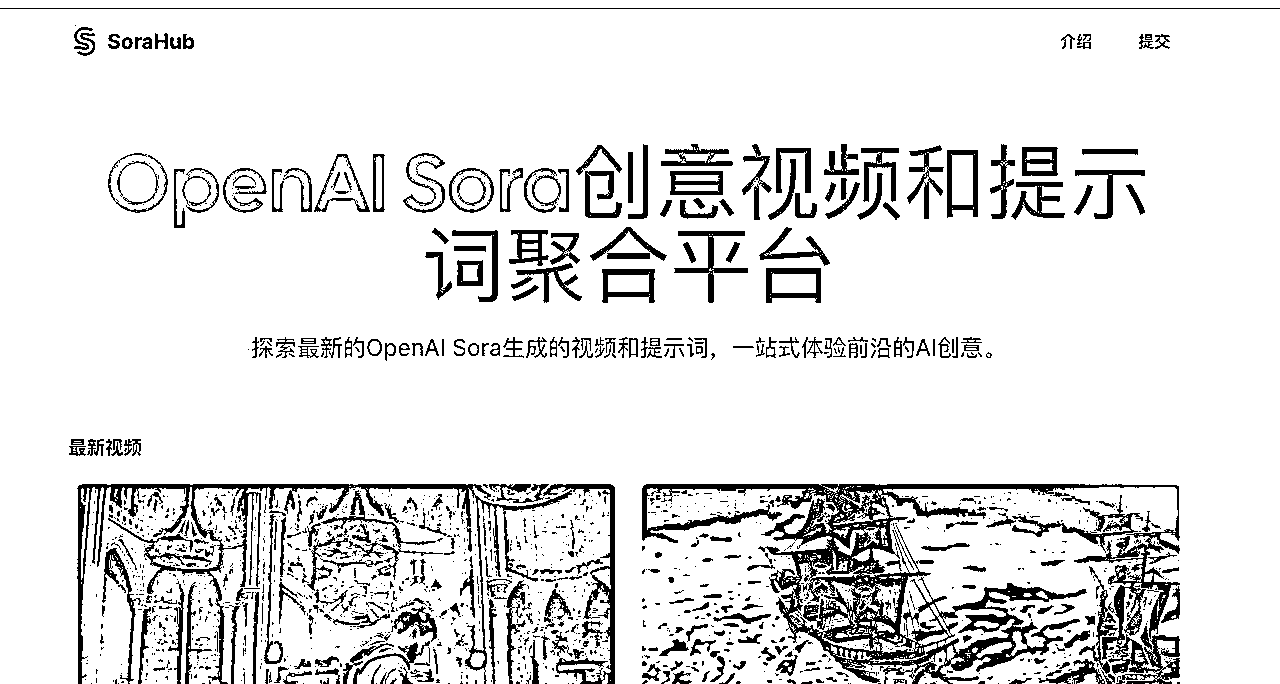 SoraHub
介绍
提交
OpenAI Sora创意视频和提示
词聚合平台
探索最新的OpenAI Sora生成的视频和提示词，一站式体验前沿的AI创意。
最新视频